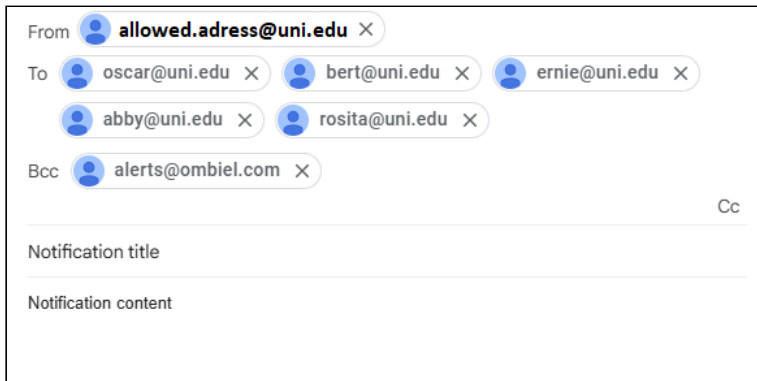 From allowed.adress@uni.edu ×
To oscar@uni.edu × bert@uni.edu × ernie@uni.edu ×
abby@uni.edu × rosita@uni.edu ×
Bcc alerts@ombiel.com ×
Cc
Notification title
Notification content